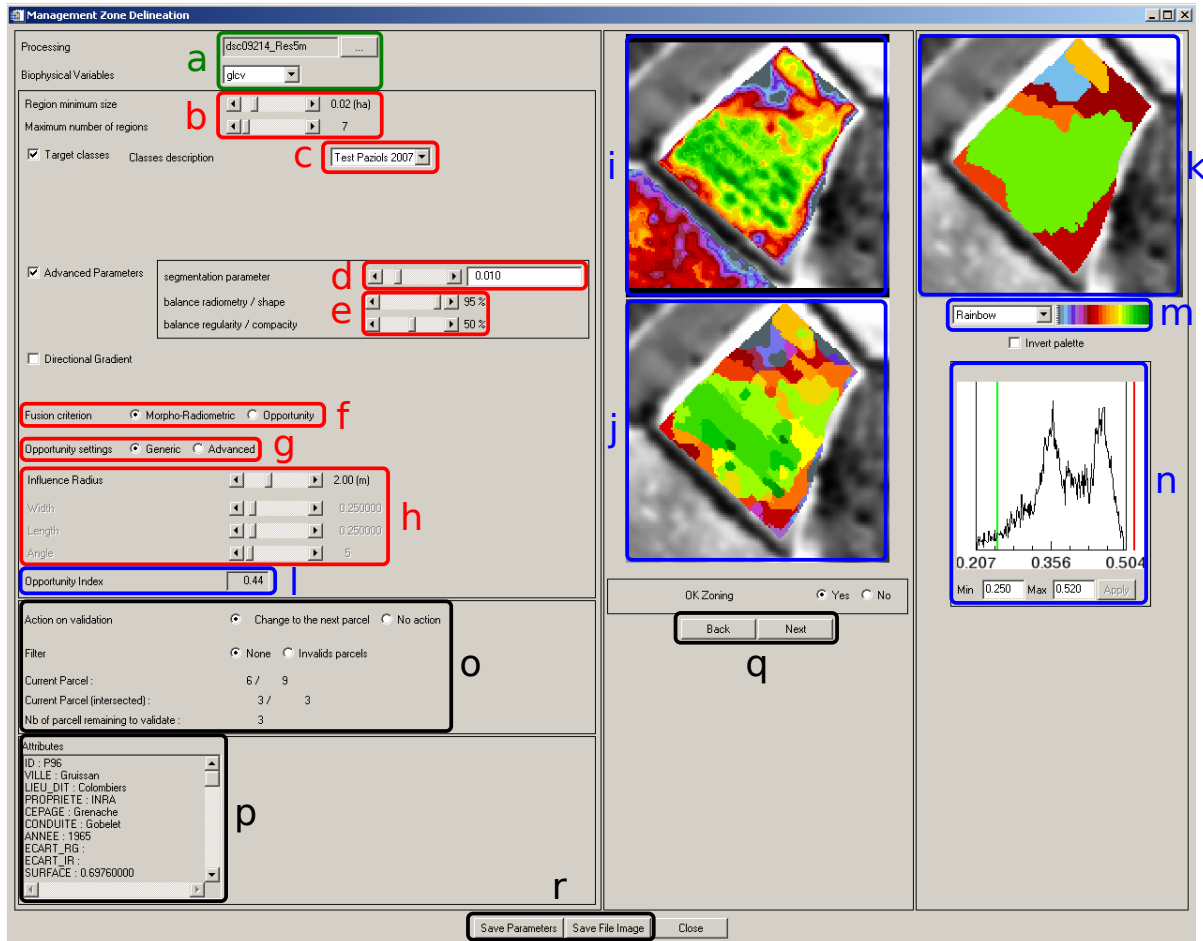 Management Zone Delineation
Processing
dsc09214_Res5m
...
a
Biophysical Variables
glcv
Region minimum size
0.02 (ha)
b
Maximum number of regions
7
Target classes
Classes description
c
Test Paziols 2007
Advanced Parameters
segmentation parameter
d
0.010
balance radiometry / shape
95 %
e
balance regularity / compacity
50 %
Directional Gradient
Fusion criterion
Morpho-Radiometric
Opportunity
f
Opportunity settings
Generic
Advanced
g
Influence Radius
2.00 (m)
Width
0.250000
h
Length
0.250000
Angle
5
Opportunity Index
0.44
l
Action on validation
Change to the next parcel
No action
Filter
None
Invalids parcels
o
Current Parcel :
6 / 9
Current Parcel (intersected) :
3 / 3
Nb of parcell remaining to validate :
3
Attributes
ID : P96
VILLE : Gruissan
LIEU_DIT : Colombiers
PROPRIETE : INRA
CEPAGE : Grenache
CONDUITE : Gobelet
ANNEE : 1965
ECART_RG :
ECART_IR :
SURFACE : 0.69760000
p
r
Save Parameters
Save File Image
Close
i
j
OK Zoning
Yes
No
Back
Next
q
k
Rainbow
m
Invert palette
n
0.207
0.356
0.504
Min
0.250
Max
0.520
Apply